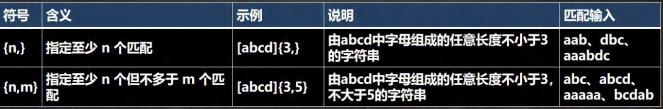 符号 含义 示例 说明 匹配输入
{n,} 指定至少 n 个匹配 [abcd]{3,} 由abcd中字母组成的任意长度不小于3
的字符串 aab、dbc、
aaabdc
{n,m} 指定至少 n 个但不多于 m 个匹
配 [abcd]{3,5} 由abcd中字母组成的任意长度不小于3，
不大于5的字符串 abc、abcd、
aaaaa、bcdab